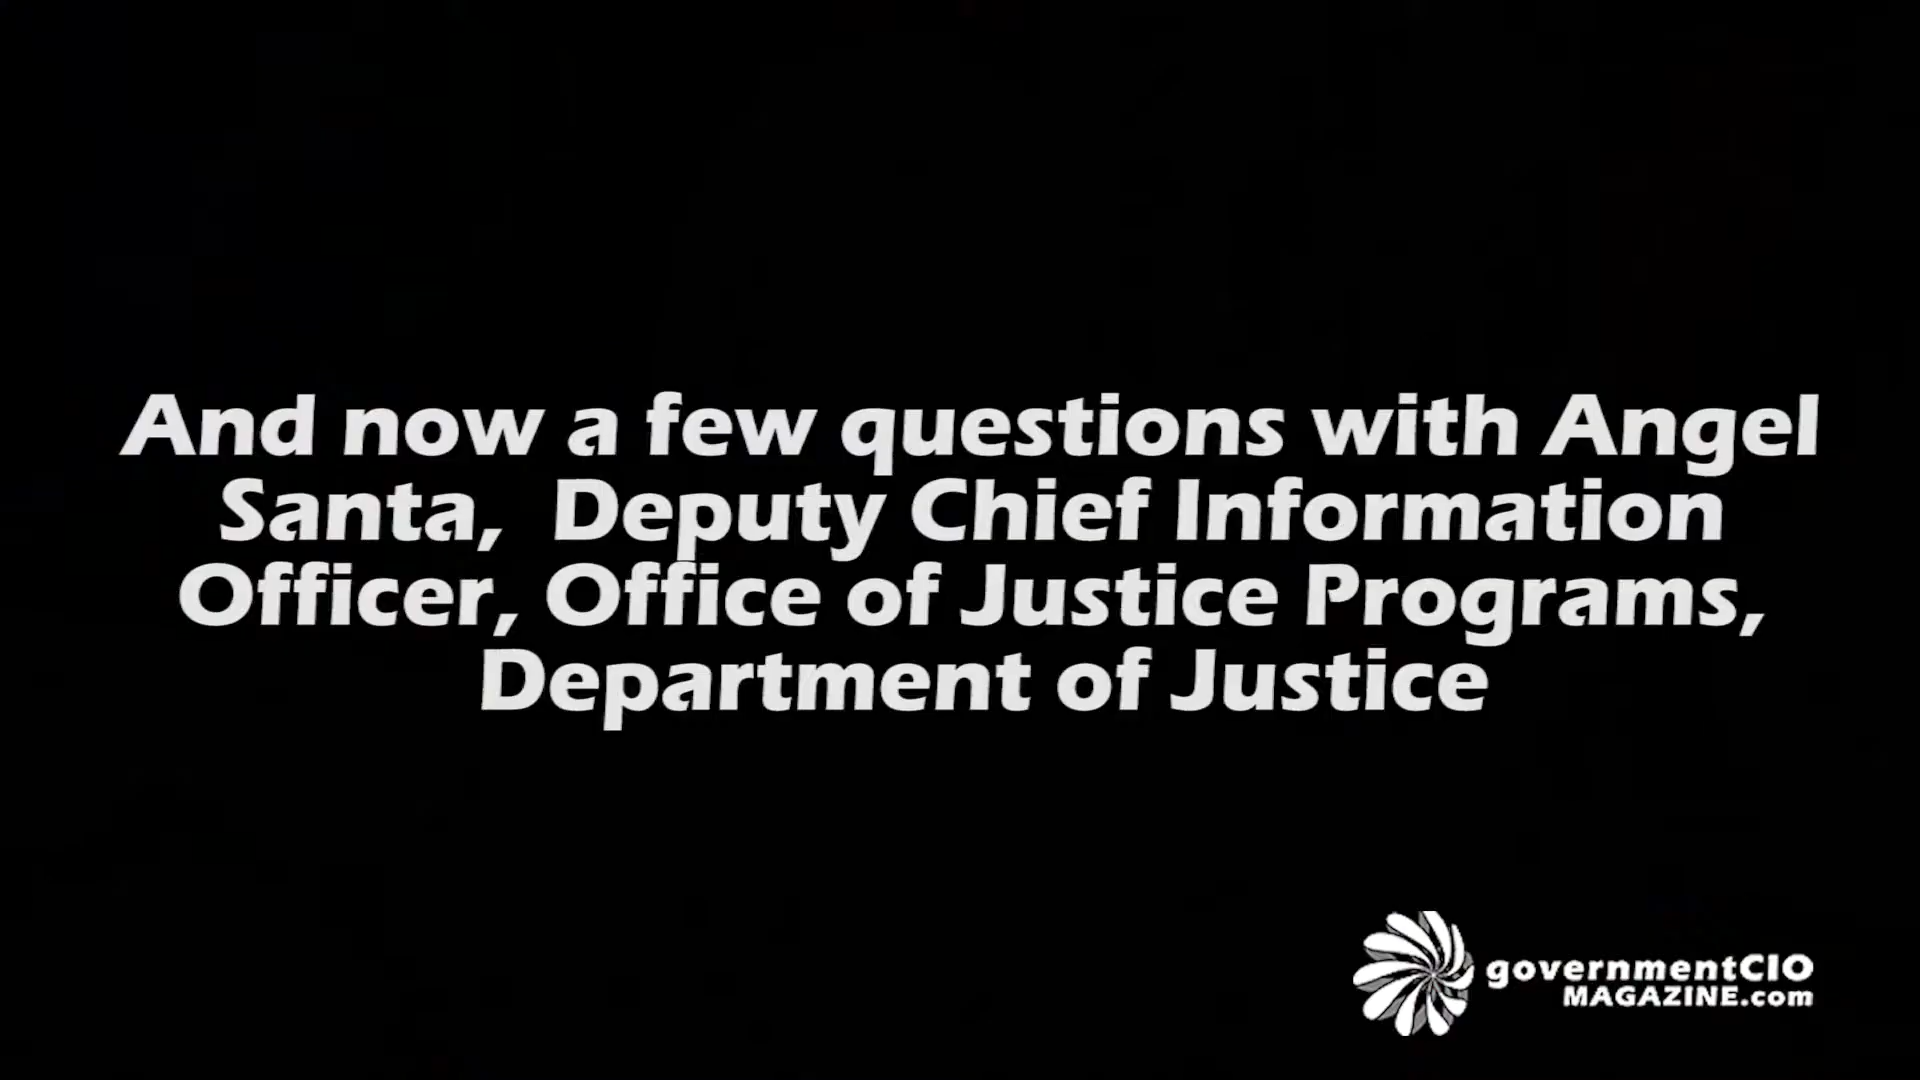 And now a few questions with Angel
Santa,  Deputy Chief Information
Officer, Office of Justice Programs,
Department of Justice
governmentCIO
MAGAZINE.com